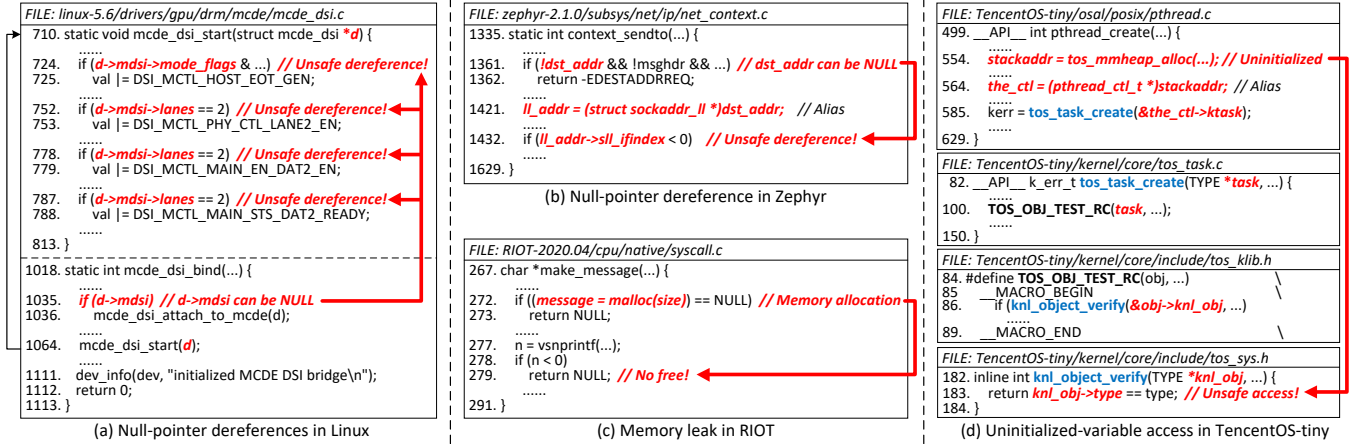 FILE: linux-5.6/drivers/gpu/drm/mcde/mcde_dsi.c
710. static void mcde_dsi_start(struct mcde_dsi *d) {
......
724. if (d->mdsi->mode_flags & ...) // Unsafe dereference!
725. val |= DSI_MCTL_HOST_EOT_GEN;
......
752. if (d->mdsi->lanes == 2) // Unsafe dereference!
753. val |= DSI_MCTL_PHY_CTL_LANE2_EN;
......
778. if (d->mdsi->lanes == 2) // Unsafe dereference!
779. val |= DSI_MCTL_MAIN_EN_DAT2_EN;
......
787. if (d->mdsi->lanes == 2) // Unsafe dereference!
788. val |= DSI_MCTL_MAIN_STS_DAT2_READY;
......
813. }
1018. static int mcde_dsi_bind(...) {
......
1035. if (d->mdsi) // d->mdsi can be NULL
1036. mcde_dsi_attach_to_mcde(d);
......
1064. mcde_dsi_start(d);
......
1111. dev_info(dev, "initialized MCDE DSI bridge\n");
1112. return 0;
1113. }
(a) Null-pointer dereferences in Linux
FILE: zephyr-2.1.0/subsys/net/ip/net_context.c
1335. static int context_sendto(...) {
......
1361. if (!dst_addr && !msghdr && ...) // dst_addr can be NULL
1362. return -EDESTADDRREQ;
......
1421. ll_addr = (struct sockaddr_ll *)dst_addr; // Alias
......
1432. if (ll_addr->sll_ifindex < 0) // Unsafe dereference!
......
1629. }
(b) Null-pointer dereference in Zephyr
FILE: RIOT-2020.04/cpu/native/syscall.c
267. char *make_message(...) {
......
272. if ((message = malloc(size)) == NULL) // Memory allocation
273. return NULL;
......
277. n = vsnprintf(...);
278. if (n < 0)
279. return NULL; // No free!
......
291. }
(c) Memory leak in RIOT
FILE: TencentOS-tiny/osal/posix/pthread.c
499. __API__ int pthread_create(...) {
......
554. stackaddr = tos_mmheap_alloc(...); // Uninitialized
......
564. the_ctl = (pthread_ctl_t *)stackaddr; // Alias
......
585. kerr = tos_task_create(&the_ctl->ktask);
......
629. }
FILE: TencentOS-tiny/kernel/core/tos_task.c
82. __API__ k_err_t tos_task_create(TYPE *task, ...) {
......
100. TOS_OBJ_TEST_RC(task, ...);
......
150. }
FILE: TencentOS-tiny/kernel/core/include/tos_klib.h
84. #define TOS_OBJ_TEST_RC(obj, ...) \
85 __MACRO_BEGIN \
86. if (knl_object_verify(&obj->knl_obj, ...)
......
89. __MACRO_END \
FILE: TencentOS-tiny/kernel/core/include/tos_sys.h
182. inline int knl_object_verify(TYPE *knl_obj, ...) {
183. return knl_obj->type == type; // Unsafe access!
184. }
(d) Uninitialized-variable access in TencentOS-tiny